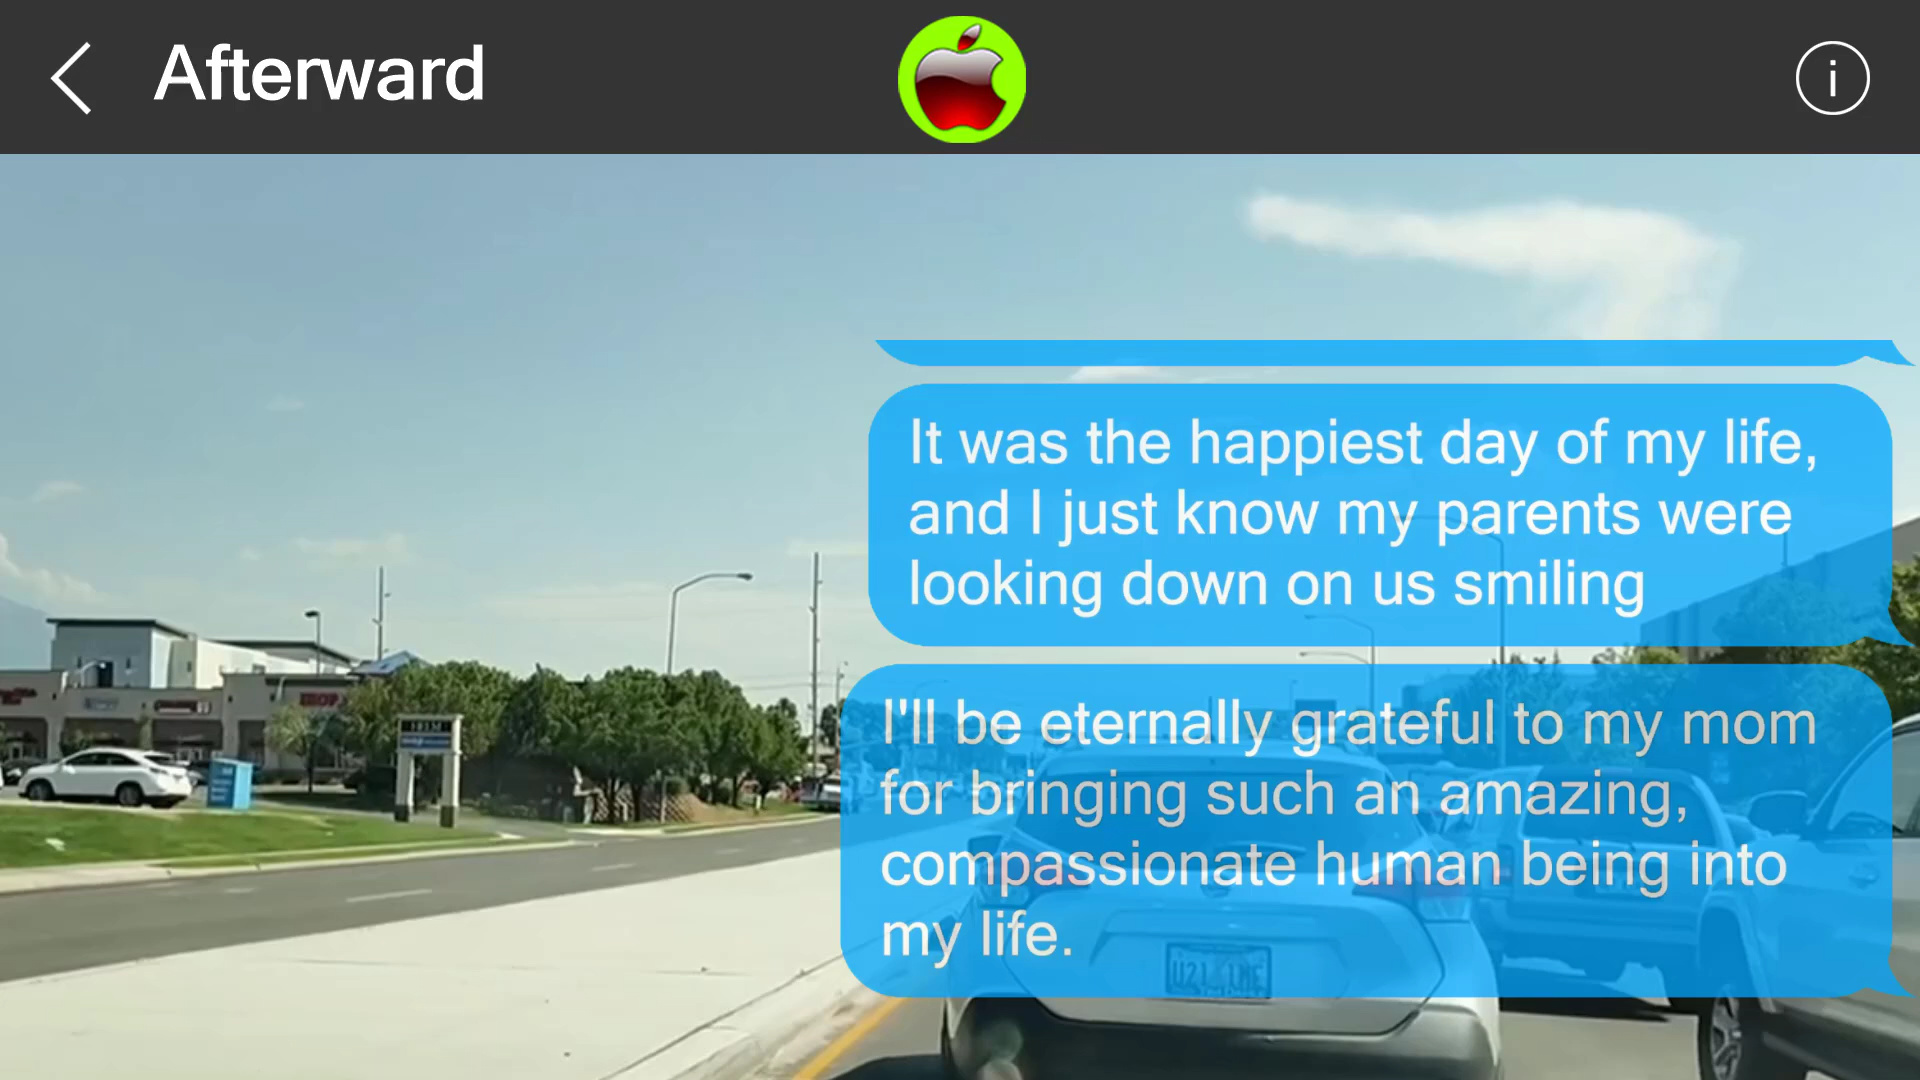 Afterward
It was the happiest day of my life,
and I just know my parents were
looking down on us smiling
I'll be eternally grateful to my mom
for bringing such an amazing,
compassionate human being into
my life.